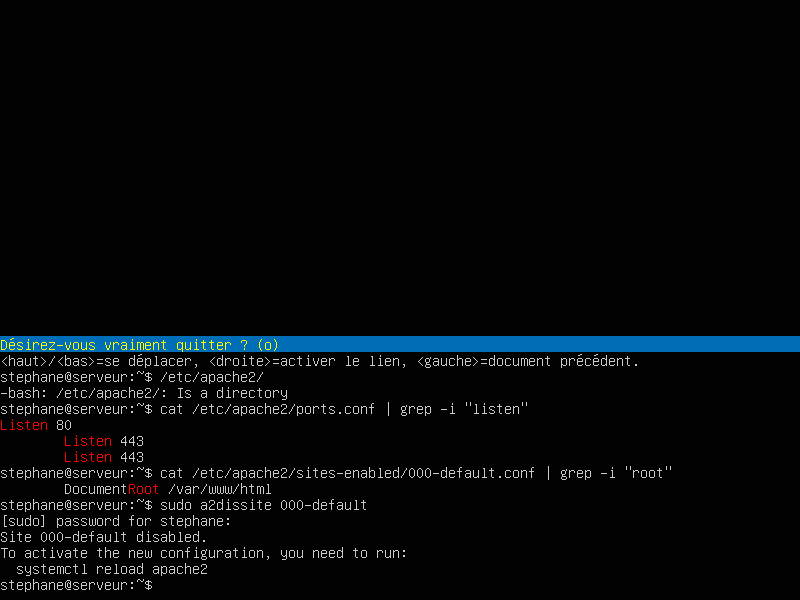 Désirez-vous vraiment quitter ? (o)
<haut>/<bas>=se déplacer, <droite>=activer le lien, <gauche>=document précédent.
stephane@serveur:~$ /etc/apache2/
-bash: /etc/apache2/: Is a directory
stephane@serveur:~$ cat /etc/apache2/ports.conf | grep -i "listen"
Listen 80
        Listen 443
        Listen 443
stephane@serveur:~$ cat /etc/apache2/sites-enabled/000-default.conf | grep -i "root"
        DocumentRoot /var/www/html
stephane@serveur:~$ sudo a2dissite 000-default
[sudo] password for stephane:
Site 000-default disabled.
To activate the new configuration, you need to run:
  systemctl reload apache2
stephane@serveur:~$